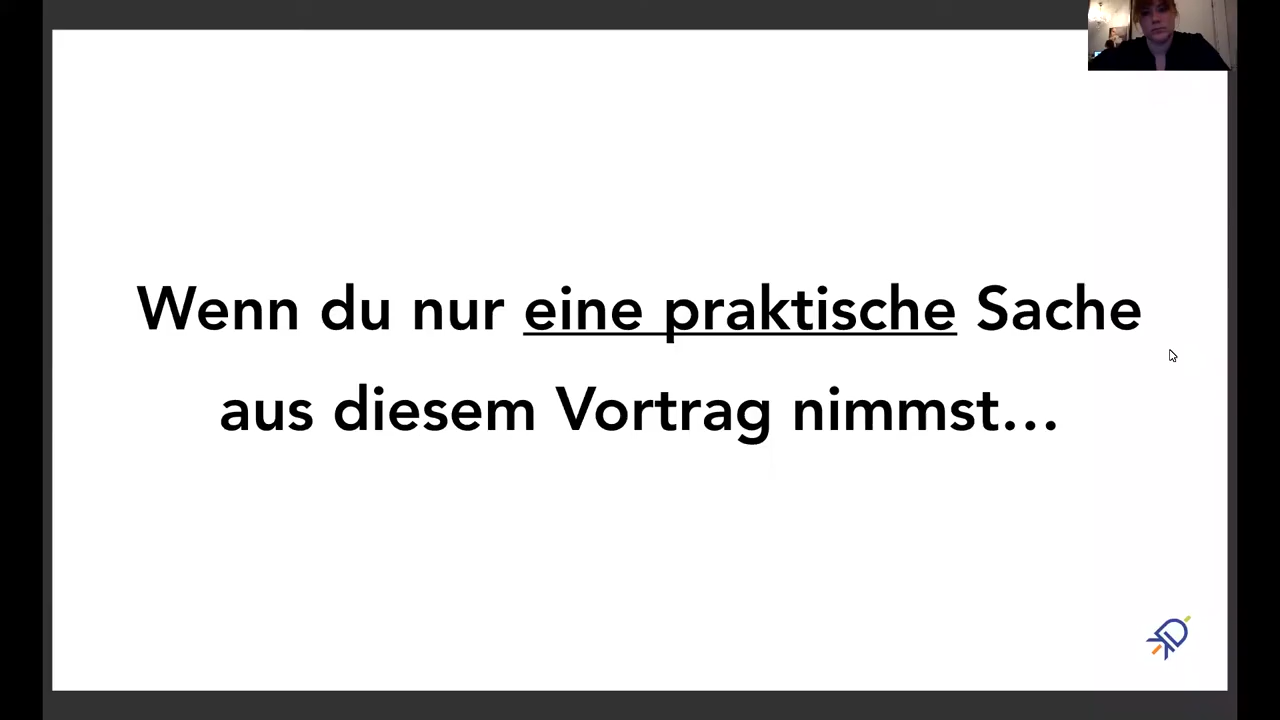 Wenn du nur eine praktische Sache
aus diesem Vortrag nimmst...